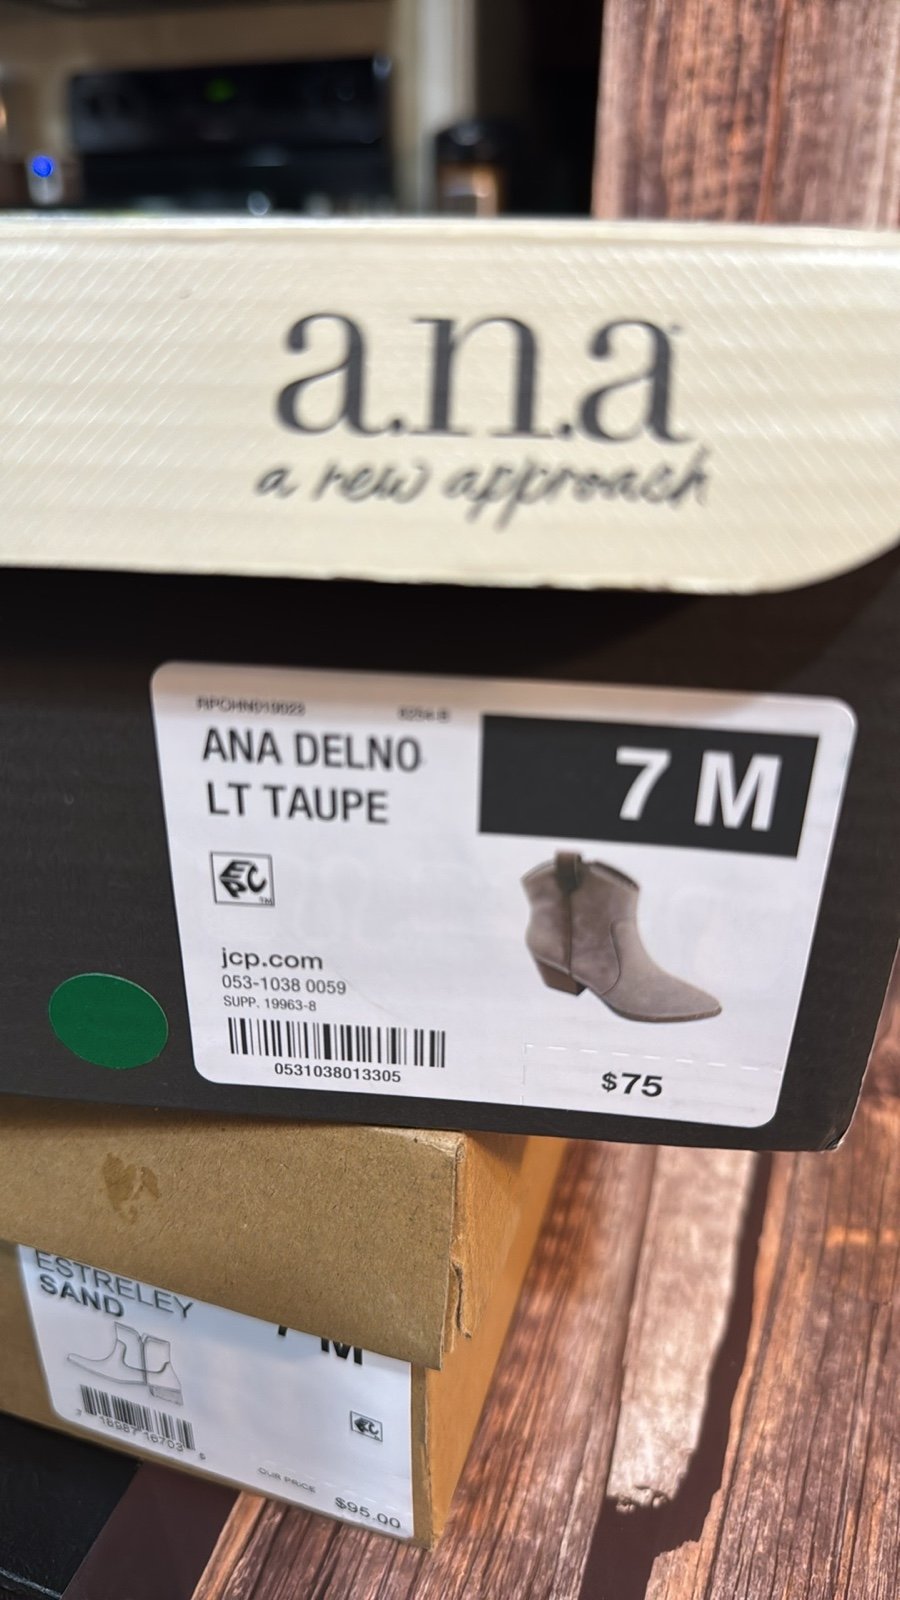 a.n.a
a new approach
ANA DELNO
LT TAUPE
7 M
EPC
jcp.com
053-1038 0059
SUPP. 19963-8
0531038013305
$75
ESTRELEY
SAND
M
OUR PRICE
$95.00